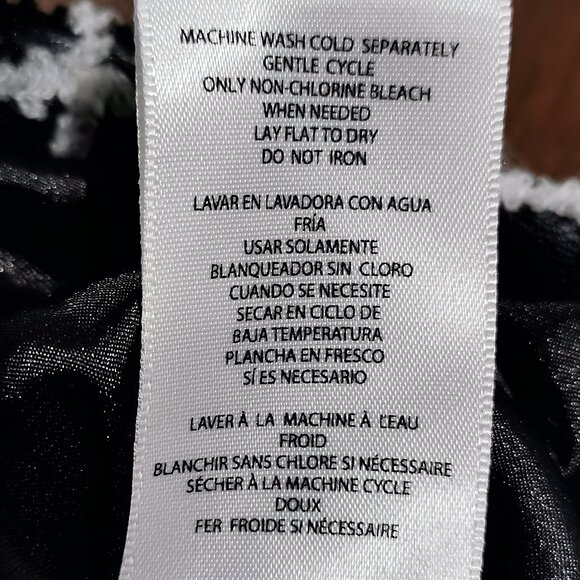 MACHINE WASH COLD SEPARATELY
GENTLE CYCLE
ONLY NON-CHLORINE BLEACH
WHEN NEEDED
LAY FLAT TO DRY
DO NOT IRON
LAVAR EN LAVADORA CON AGUA
FRÍA
USAR SOLAMENTE
BLANQUEADOR SIN CLORO
CUANDO SE NECESITE
SECAR EN CICLO DE
BAJA TEMPERATURA
PLANCHA EN FRESCO
SÍ ES NECESARIO
LAVER À LA MACHINE À L'EAU
FROID
BLANCHIR SANS CHLORE SI NÉCESSAIRE
SÉCHER À LA MACHINE CYCLE
DOUX
FER FROIDE SI NÉCESSAIRE